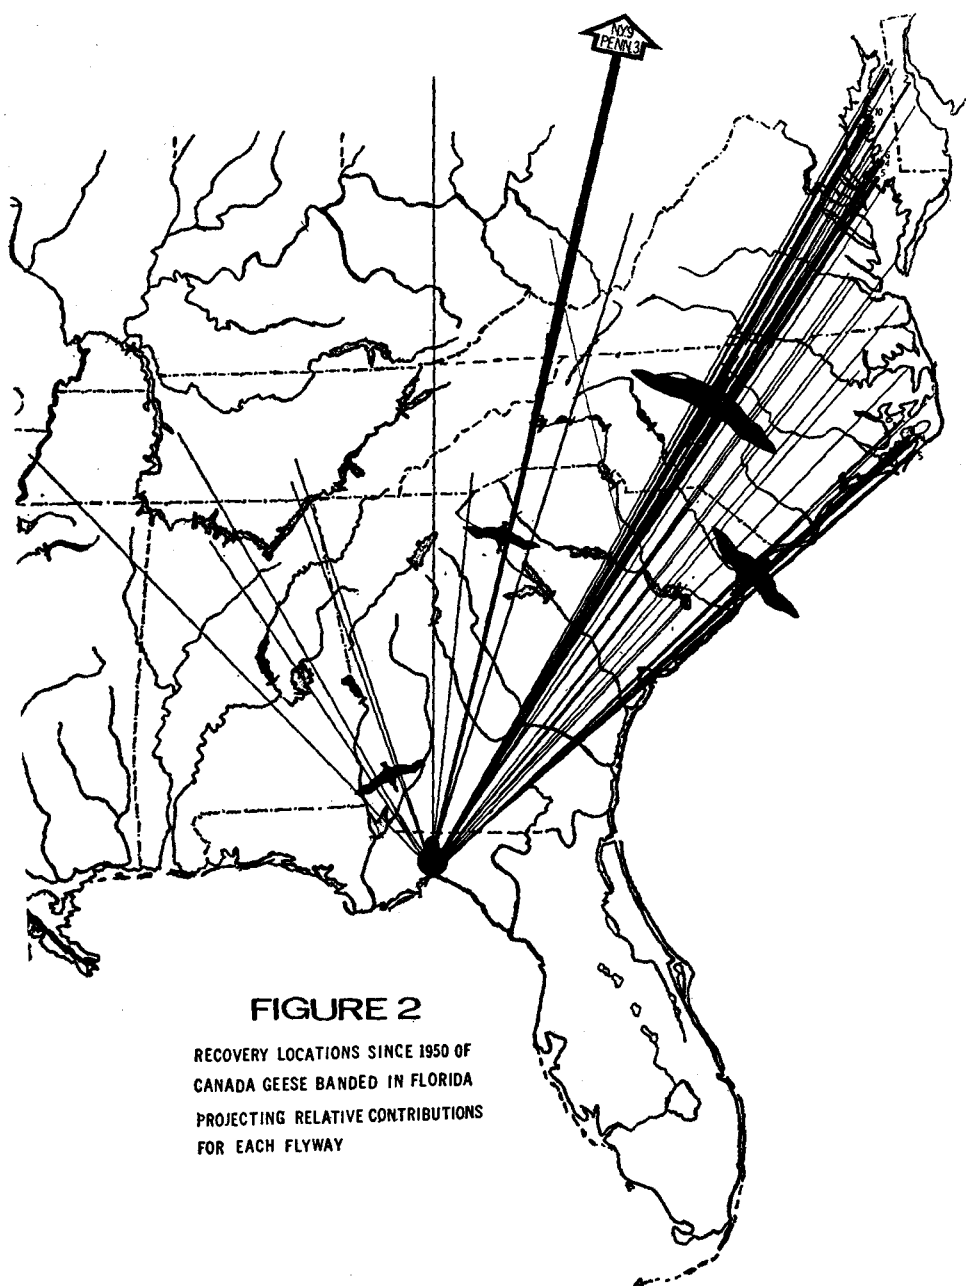 NY9
PENN.3
10
FIGURE 2
RECOVERY LOCATIONS SINCE 1950 OF
CANADA GEESE BANDED IN FLORIDA
PROJECTING RELATIVE CONTRIBUTIONS
FOR EACH FLYWAY